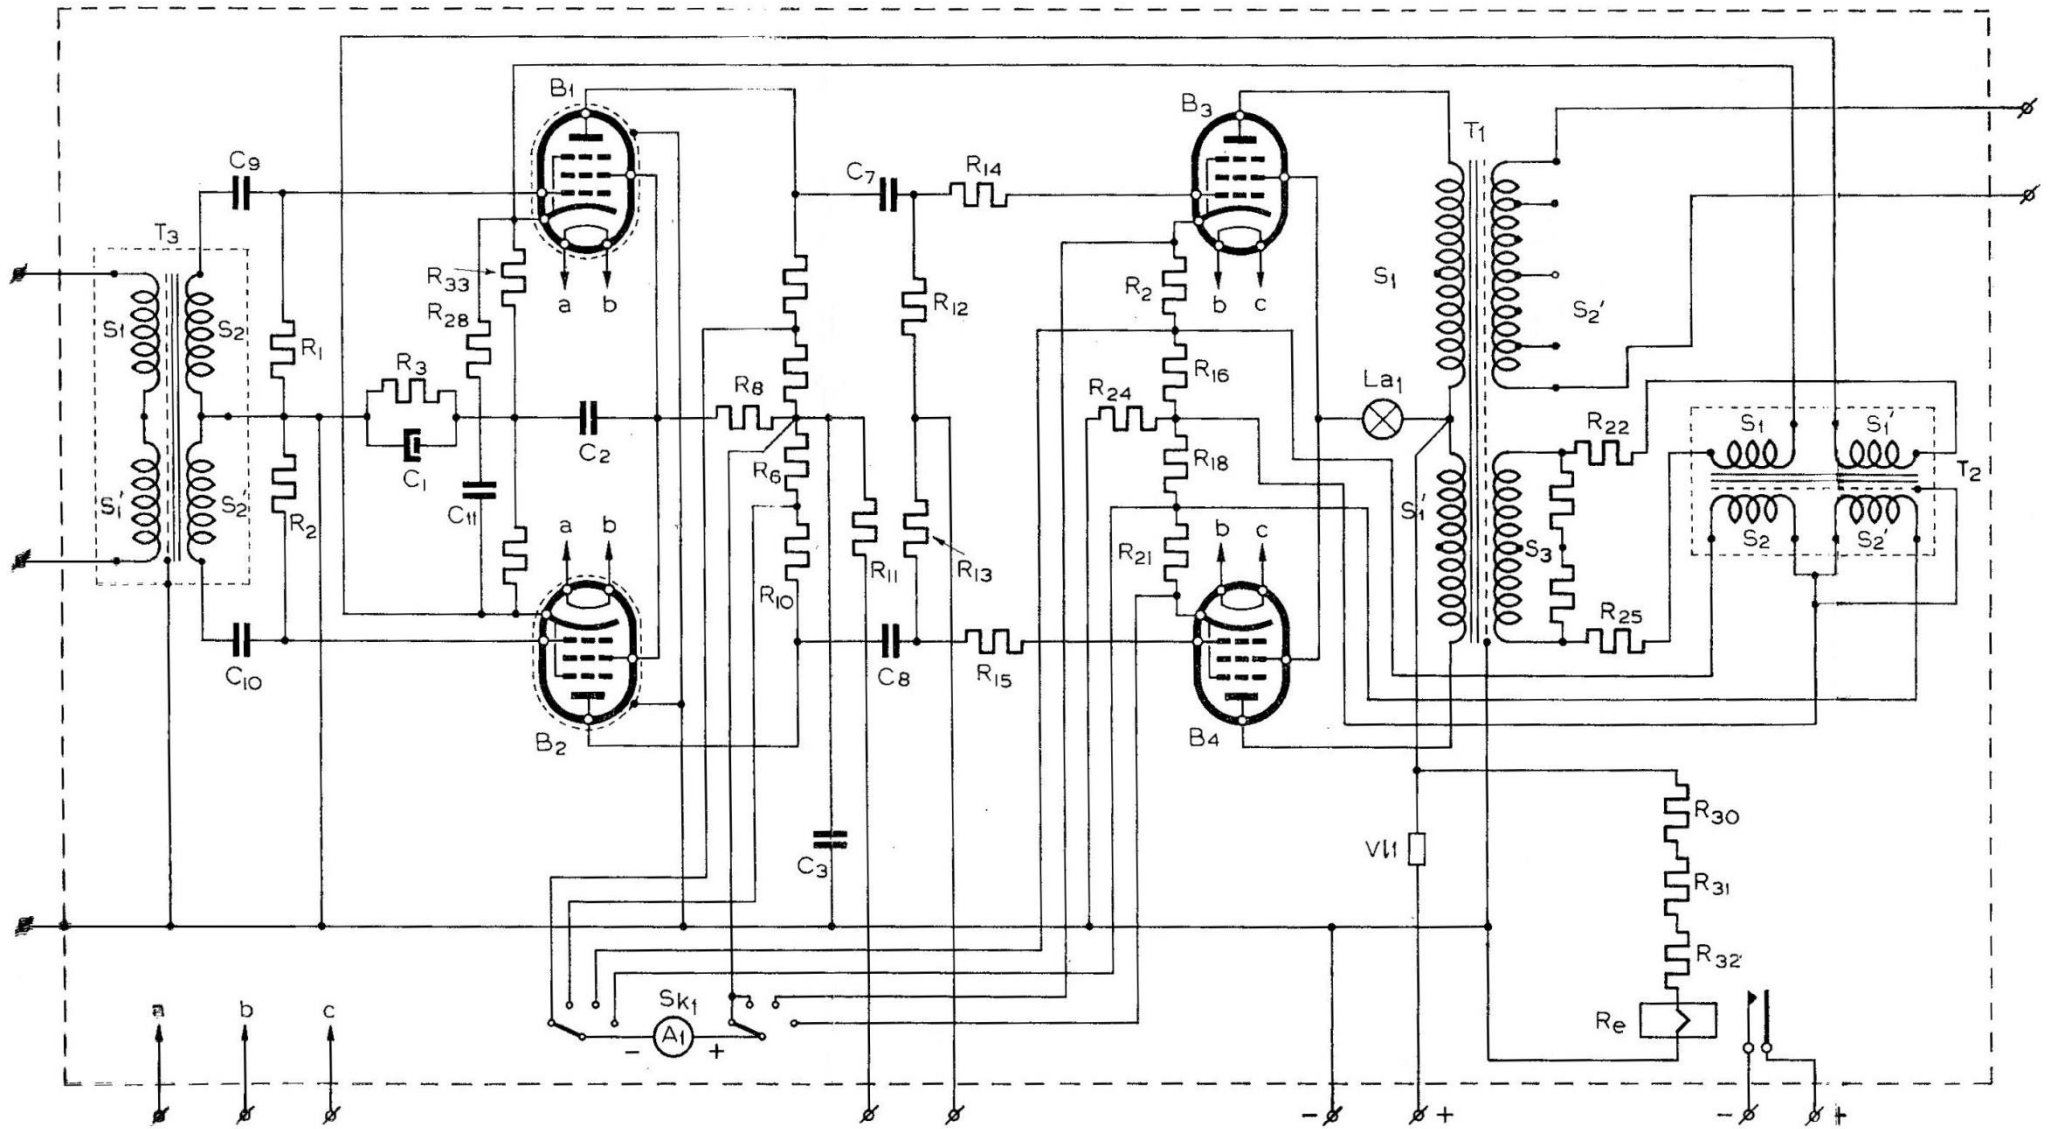 B1
B3
T1
C9
C7
R14
T3
R33
a b
R12
b c
S1
R2
S2'
R28
S1 S2
R1
R3
R8
R16
La1
R24
R22
S1 S1'
C2
R6
R18
C1
S1' S2'
R2
C11
a b
S1'
b c
S3
T2
S2 S2'
R11
R13
R21
R10
R25
C10
C8
R15
B2
B4
R30
Vl1
C3
R31
R32
a b c
Sk1
Re
- A1 +
- +
- +